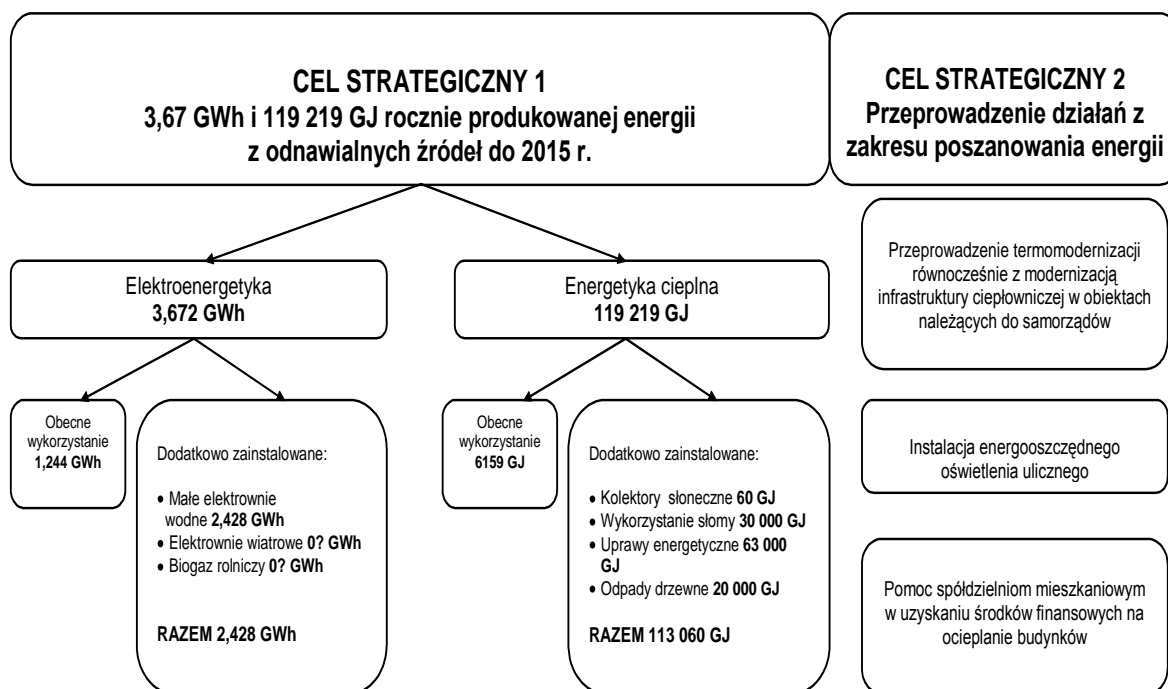 CEL STRATEGICZNY 1
3,67 GWh i 119 219 GJ rocznie produkowanej energii
z odnawialnych źródeł do 2015 r.
CEL STRATEGICZNY 2
Przeprowadzenie działań z
zakresu poszanowania energii
Elektroenergetyka
3,672 GWh
Energetyka cieplna
119 219 GJ
Przeprowadzenie termomodernizacji
równocześnie z modernizacją
infrastruktury ciepłowniczej w obiektach
należących do samorządów
Obecne
wykorzystanie
1,244 GWh
Dodatkowo zainstalowane:
• Małe elektrownie
wodne 2,428 GWh
• Elektrownie wiatrowe 0? GWh
• Biogaz rolniczy 0? GWh
RAZEM 2,428 GWh
Obecne
wykorzystanie
6159 GJ
Dodatkowo zainstalowane:
• Kolektory słoneczne 60 GJ
• Wykorzystanie słomy 30 000 GJ
• Uprawy energetyczne 63 000
GJ
• Odpady drzewne 20 000 GJ
RAZEM 113 060 GJ
Instalacja energooszczędnego
oświetlenia ulicznego
Pomoc spółdzielniom mieszkaniowym
w uzyskaniu środków finansowych na
ocieplanie budynków